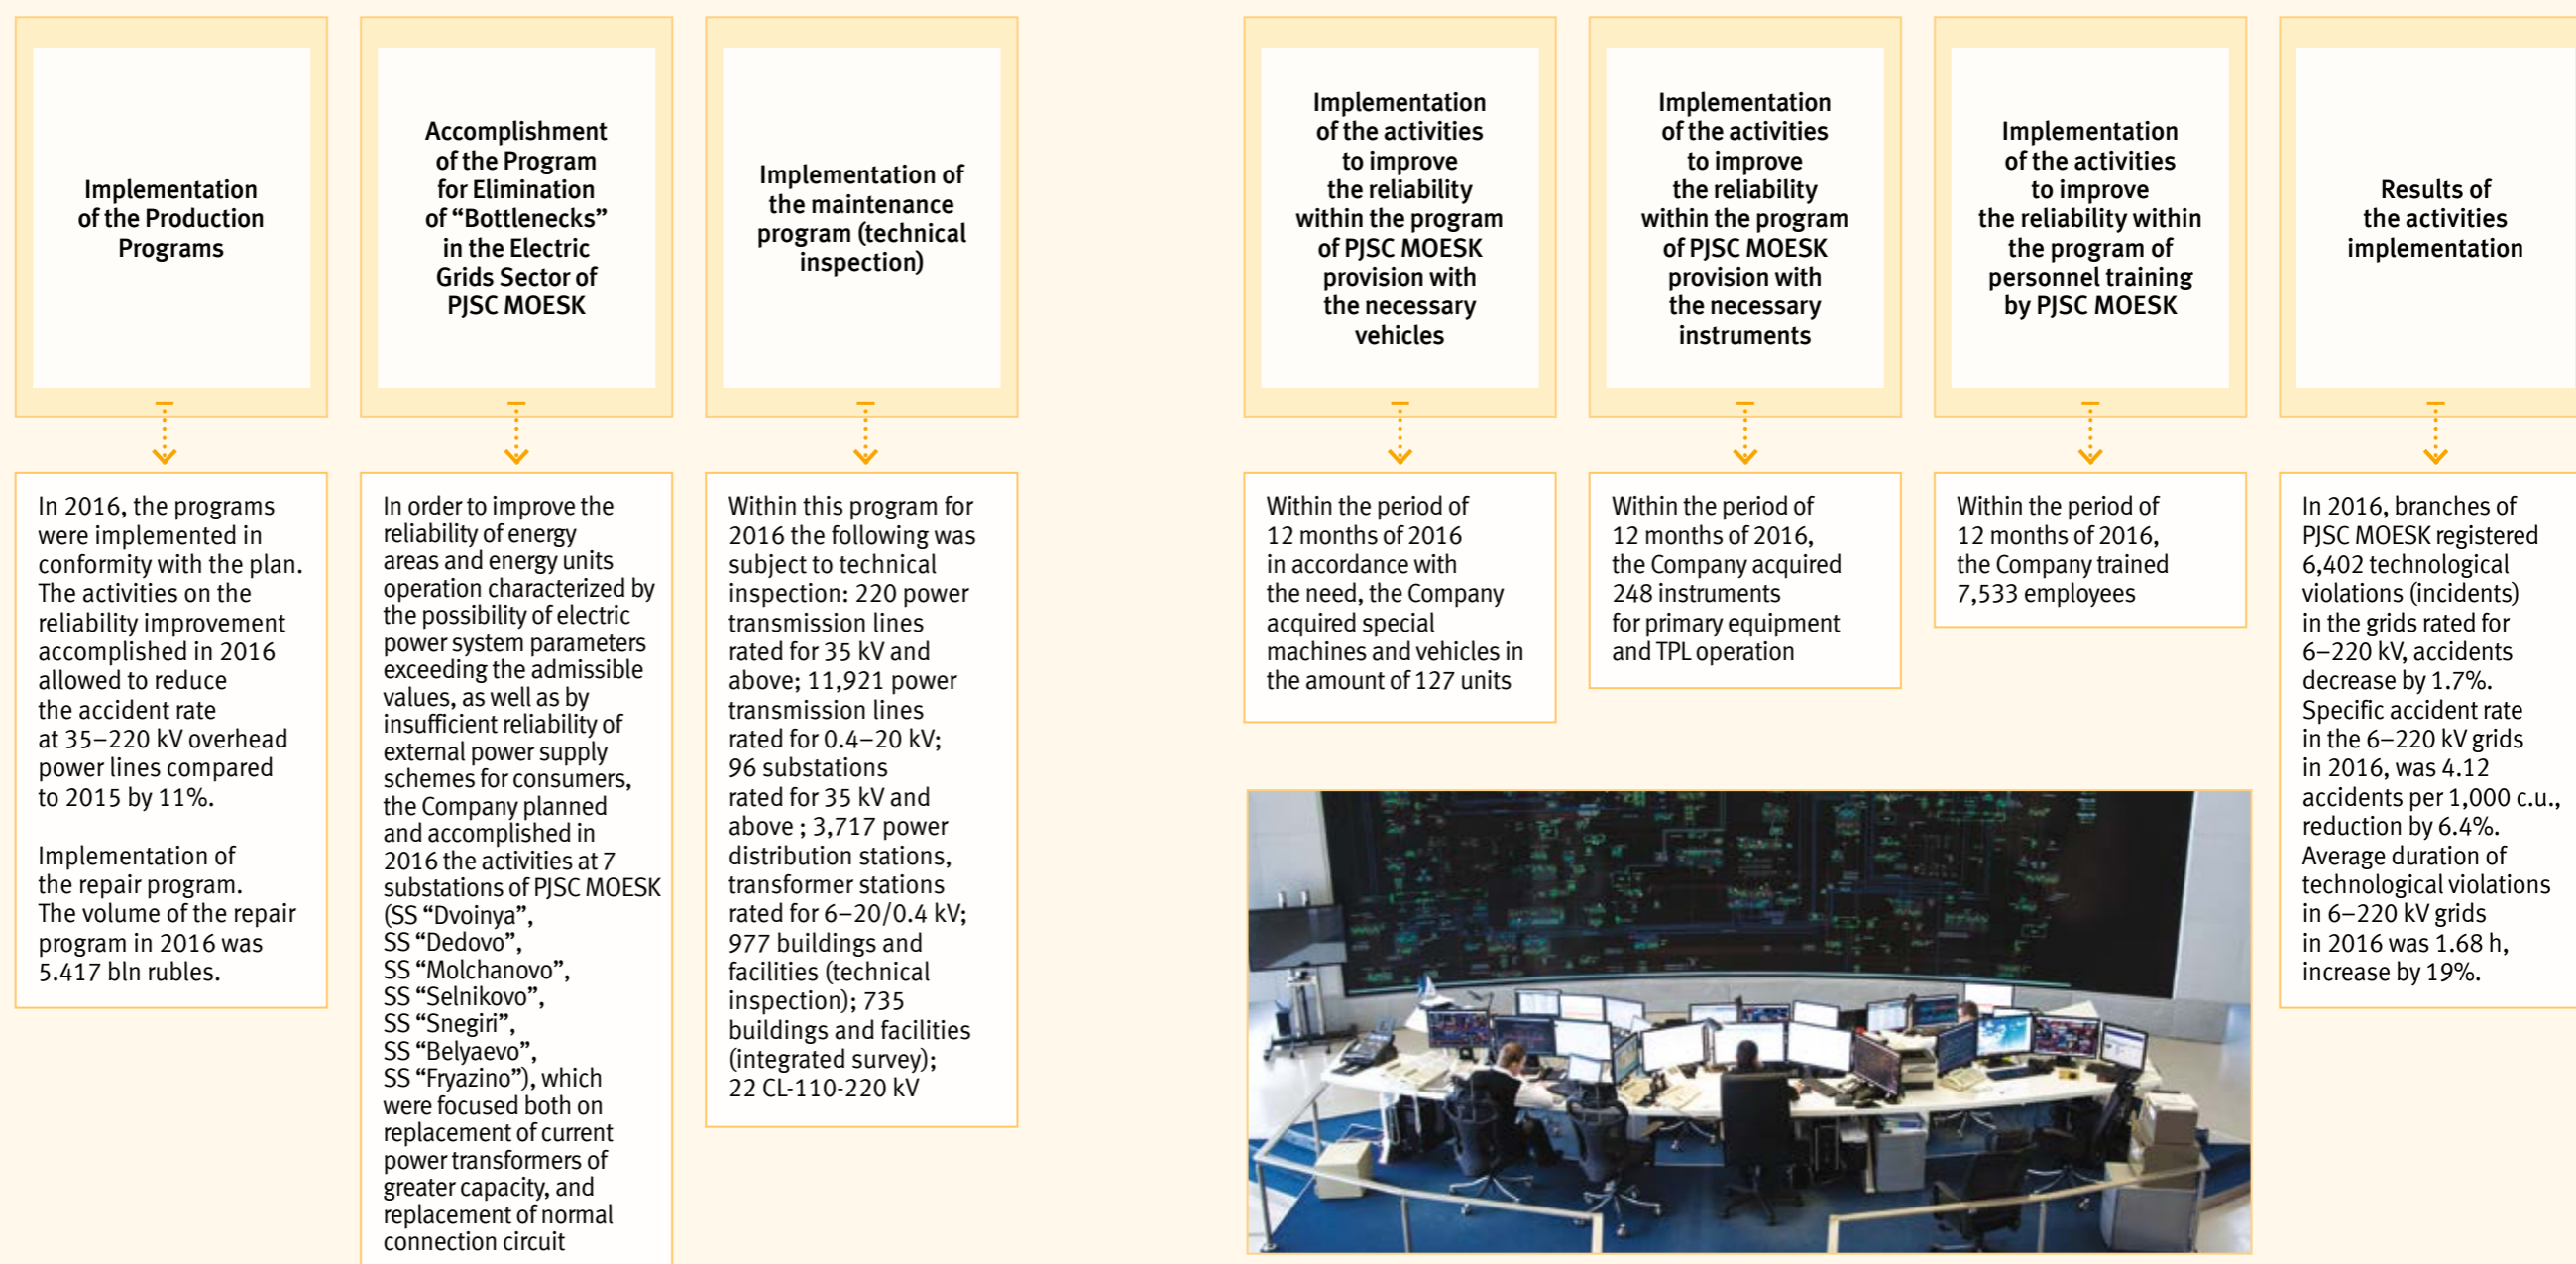 Implementation
of the Production
Programs
In 2016, the programs
were implemented in
conformity with the plan.
The activities on the
reliability improvement
accomplished in 2016
allowed to reduce
the accident rate
at 35–220 kV overhead
power lines compared
to 2015 by 11%.
Implementation of
the repair program.
The volume of the repair
program in 2016 was
5.417 bln rubles.
Accomplishment
of the Program
for Elimination
of “Bottlenecks”
in the Electric
Grids Sector of
PJSC MOESK
In order to improve the
reliability of energy
areas and energy units
operation characterized by
the possibility of electric
power system parameters
exceeding the admissible
values, as well as by
insufficient reliability of
external power supply
schemes for consumers,
the Company planned
and accomplished in
2016 the activities at 7
substations of PJSC MOESK
(SS “Dvoinya”,
SS “Dedovo”,
SS “Molchanovo”,
SS “Selnikovo”,
SS “Snegiri”,
SS “Belyaevo”,
SS “Fryazino”), which
were focused both on
replacement of current
power transformers of
greater capacity, and
replacement of normal
connection circuit
Implementation of
the maintenance
program (technical
inspection)
Within this program for
2016 the following was
subject to technical
inspection: 220 power
transmission lines
rated for 35 kV and
above; 11,921 power
transmission lines
rated for 0.4–20 kV;
96 substations
rated for 35 kV and
above ; 3,717 power
distribution stations,
transformer stations
rated for 6–20/0.4 kV;
977 buildings and
facilities (technical
inspection); 735
buildings and facilities
(integrated survey);
22 CL-110-220 kV
Implementation
of the activities
to improve
the reliability
within the program
of PJSC MOESK
provision with
the necessary
vehicles
Within the period of
12 months of 2016
in accordance with
the need, the Company
acquired special
machines and vehicles in
the amount of 127 units
Implementation
of the activities
to improve
the reliability
within the program
of PJSC MOESK
provision with
the necessary
instruments
Within the period of
12 months of 2016,
the Company acquired
248 instruments
for primary equipment
and TPL operation
Implementation
of the activities
to improve
the reliability within
the program of
personnel training
by PJSC MOESK
Within the period of
12 months of 2016,
the Company trained
7,533 employees
Results of
the activities
implementation
In 2016, branches of
PJSC MOESK registered
6,402 technological
violations (incidents)
in the grids rated for
6–220 kV, accidents
decrease by 1.7%.
Specific accident rate
in the 6–220 kV grids
in 2016, was 4.12
accidents per 1,000 c.u.,
reduction by 6.4%.
Average duration of
technological violations
in 6–220 kV grids
in 2016 was 1.68 h,
increase by 19%.